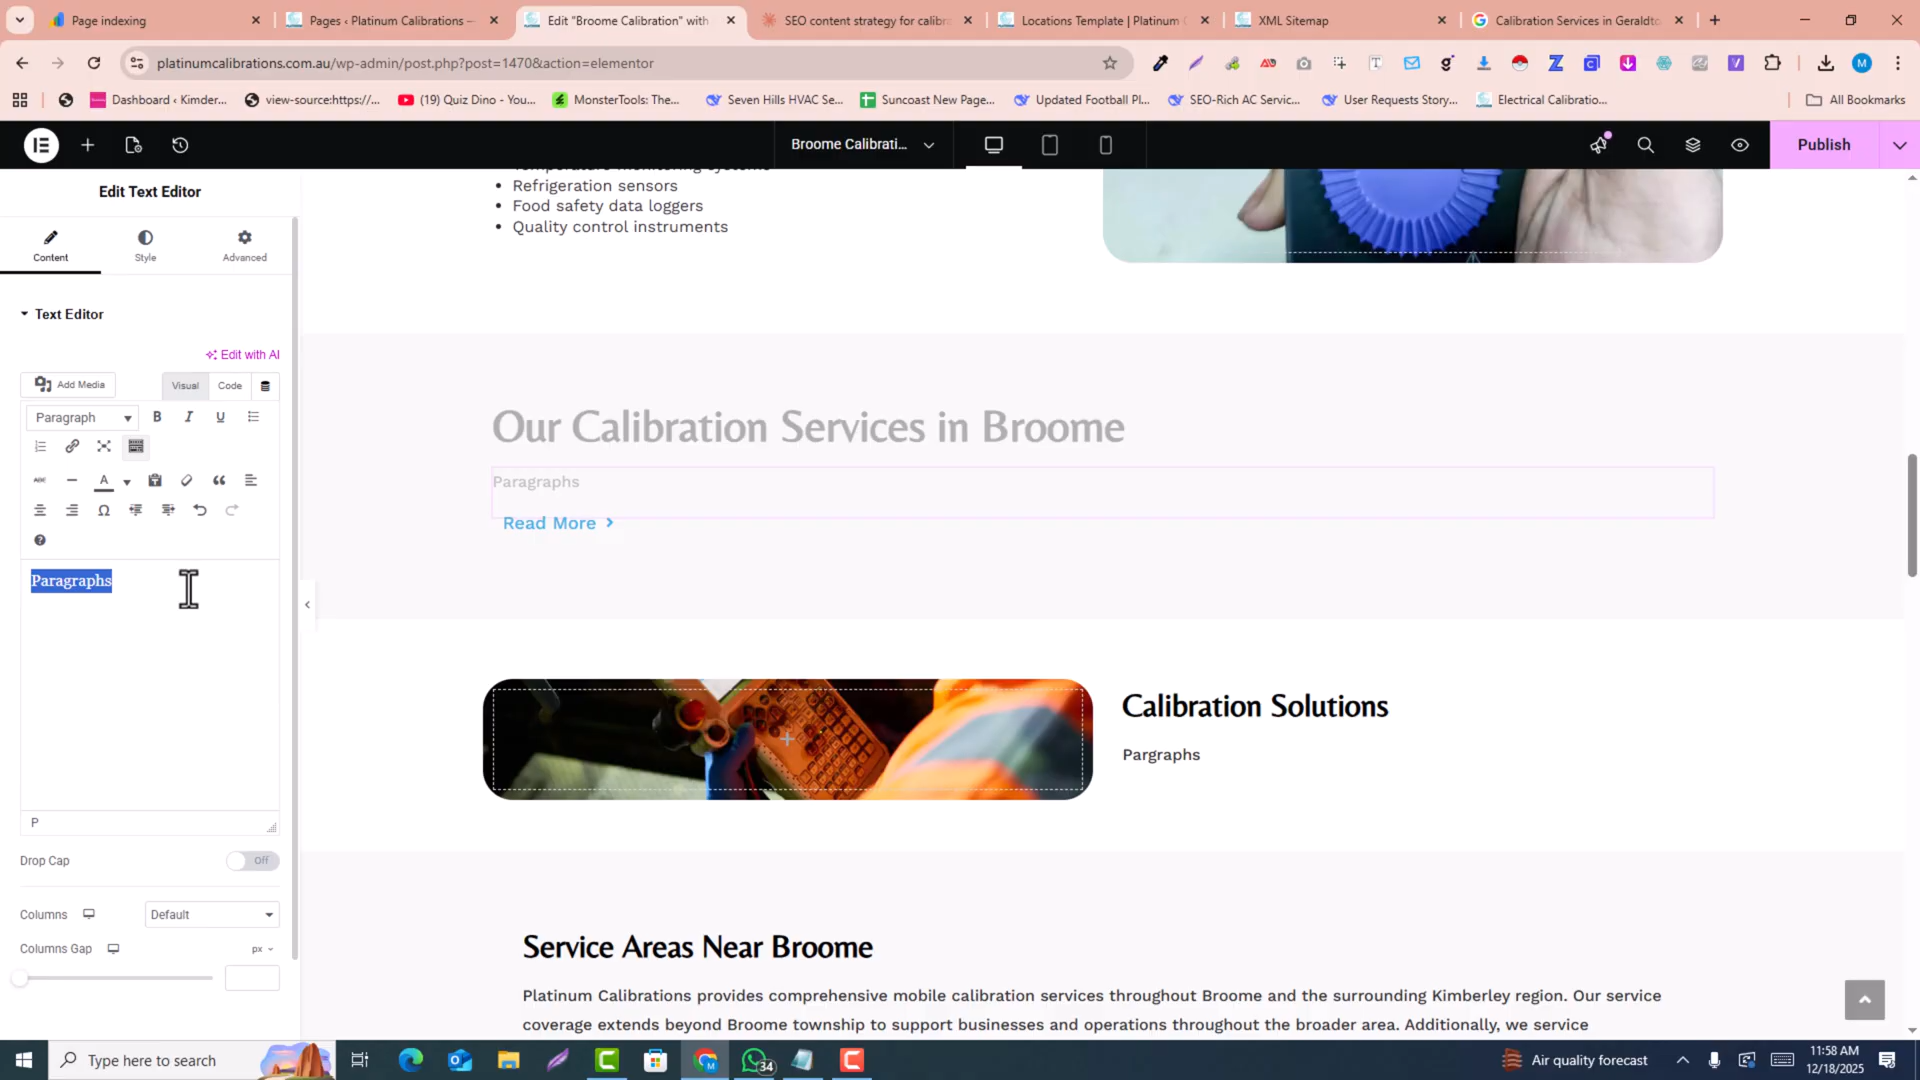 Page indexing
Pages ‹ Platinum Calibrations —
Edit "Broome Calibration" with
SEO content strategy for calibra
Locations Template | Platinum C
XML Sitemap
Calibration Services in Geraldto
platinumcalibrations.com.au/wp-admin/post.php?post=1470&action=elementor
Dashboard ‹ Kimder...
view-source:https://...
(19) Quiz Dino - You...
MonsterTools: The...
Seven Hills HVAC Se...
Suncoast New Page...
Updated Football Pl...
SEO-Rich AC Servic...
User Requests Story...
Electrical Calibratio...
All Bookmarks
Broome Calibrati...
Publish
Edit Text Editor
Content
Style
Advanced
Text Editor
Edit with AI
Add Media
Visual
Code
Paragraph
B
I
U
ABC
A
Paragraphs
P
Drop Cap
Off
Columns
Default
Columns Gap
px
Temperature monitoring systems
• Refrigeration sensors
• Food safety data loggers
• Quality control instruments
Our Calibration Services in Broome
Paragraphs
Read More
Calibration Solutions
Pargraphs
Service Areas Near Broome
Platinum Calibrations provides comprehensive mobile calibration services throughout Broome and the surrounding Kimberley region. Our service
coverage extends beyond Broome township to support businesses and operations throughout the broader area. Additionally, we service
Type here to search
34
Air quality forecast
11:58 AM
12/18/2025